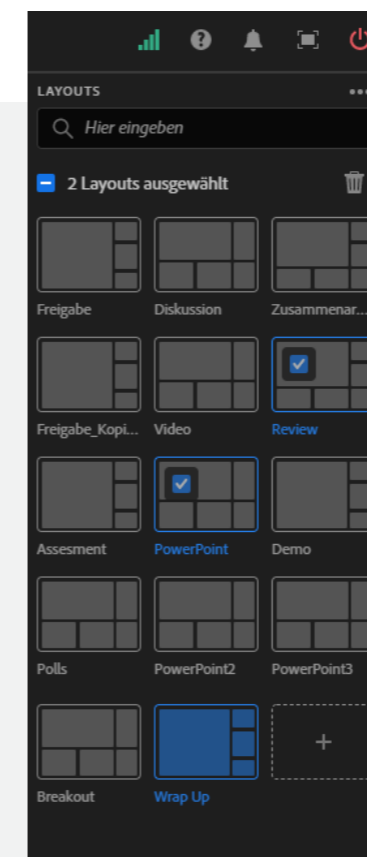 LAYOUTS
Hier eingeben
2 Layouts ausgewählt
Freigabe Diskussion Zusammenar...
Freigabe_Kopi... Video Review
Assesment PowerPoint Demo
Polls PowerPoint2 PowerPoint3
Breakout Wrap Up